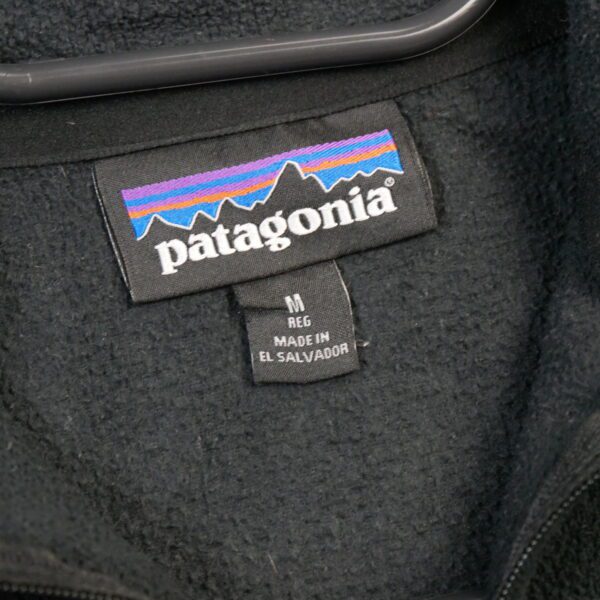 patagonia®
M
REG
MADE IN
EL SALVADOR